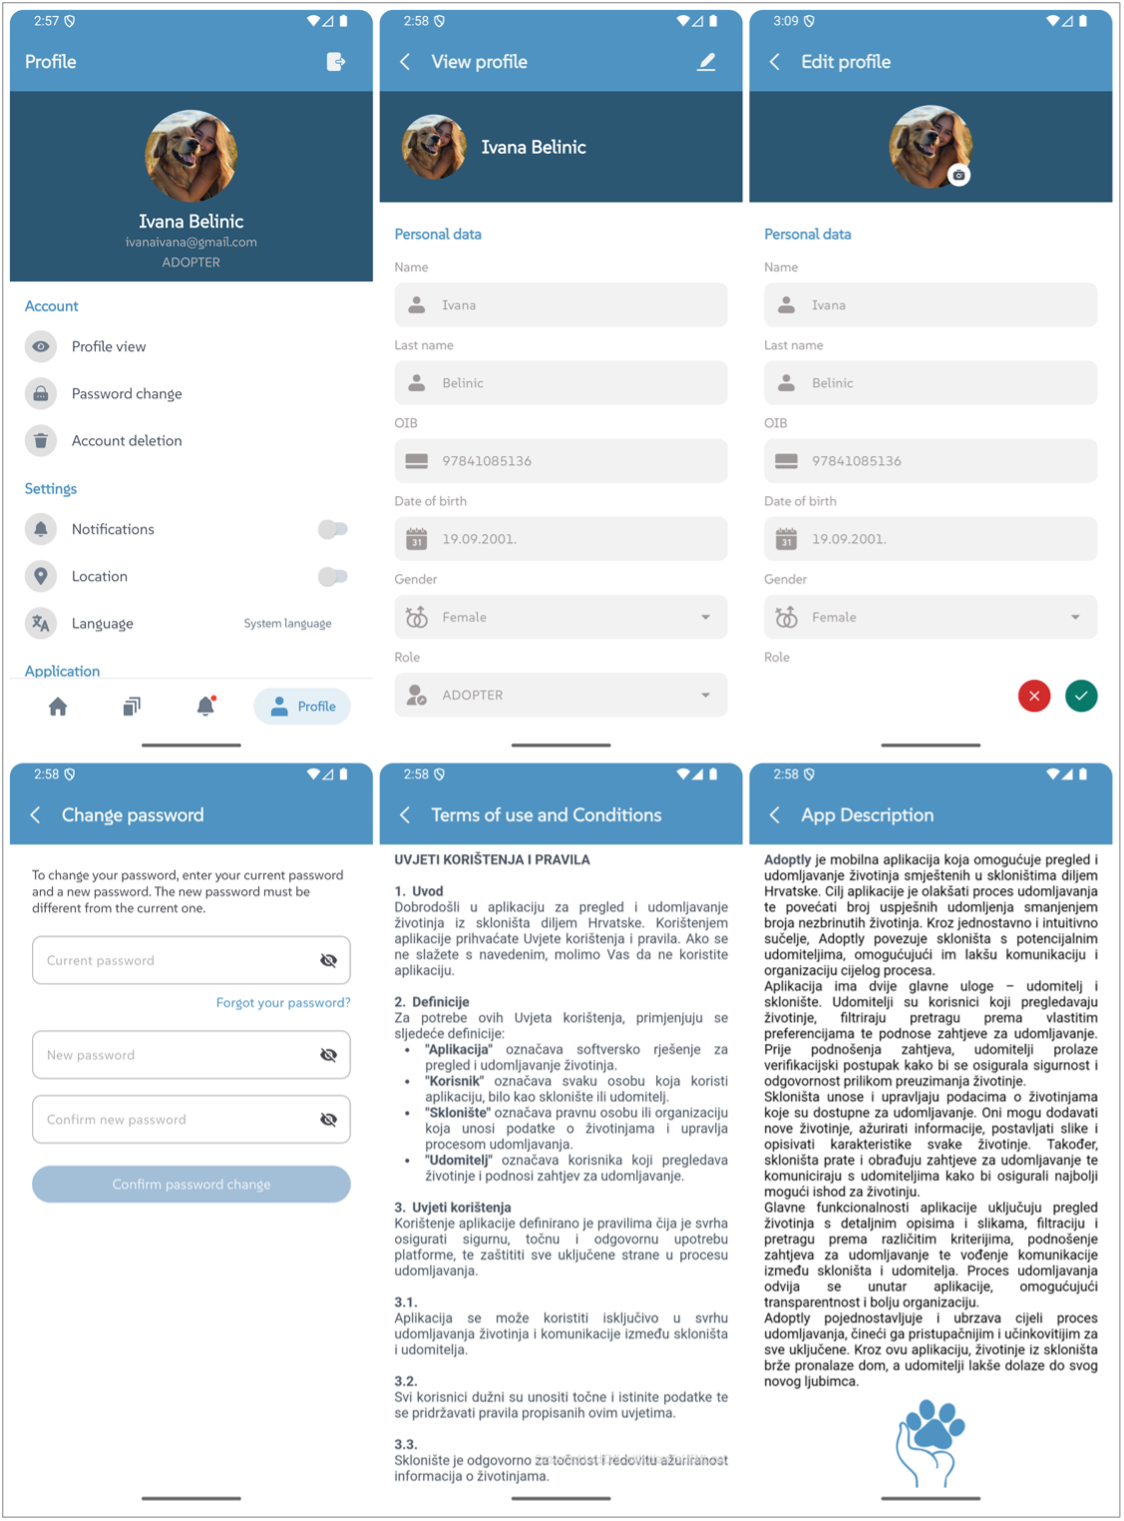 2:57
Profile
Ivana Belinic
ivanaivana@gmail.com
ADOPTER
Account
Profile view
Password change
Account deletion
Settings
Notifications
Location
Language System language
Application
Profile
2:58
View profile
Ivana Belinic
Personal data
Name
Ivana
Last name
Belinic
OIB
97841085136
Date of birth
31 19.09.2001.
Gender
Female
Role
ADOPTER
3:09
Edit profile
Personal data
Name
Ivana
Last name
Belinic
OIB
97841085136
Date of birth
31 19.09.2001.
Gender
Female
Role
2:58
Change password
To change your password, enter your current password
and a new password. The new password must be
different from the current one.
Current password
Forgot your password?
New password
Confirm new password
Confirm password change
2:58
Terms of use and Conditions
UVJETI KORIŠTENJA I PRAVILA
1. Uvod
Dobrodošli u aplikaciju za pregled i udomljavanje
životinja iz skloništa diljem Hrvatske. Korištenjem
aplikacije prihvaćate Uvjete korištenja i pravila. Ako se
ne slažete s navedenim, molimo Vas da ne koristite
aplikaciju.
2. Definicije
Za potrebe ovih Uvjeta korištenja, primjenjuju se
sljedeće definicije:
• "Aplikacija" označava softversko rješenje za
pregled i udomljavanje životinja.
• "Korisnik" označava svaku osobu koja koristi
aplikaciju, bilo kao sklonište ili udomitelj.
• "Sklonište" označava pravnu osobu ili organizaciju
koja unosi podatke o životinjama i upravlja
procesom udomljavanja.
• "Udomitelj" označava korisnika koji pregledava
životinje i podnosi zahtjev za udomljavanje.
3. Uvjeti korištenja
Korištenje aplikacije definirano je pravilima čija je svrha
osigurati sigurnu, točnu i odgovornu upotrebu
platforme, te zaštititi sve uključene strane u procesu
udomljavanja.
3.1.
Aplikacija se može koristiti isključivo u svrhu
udomljavanja životinja i komunikacije između skloništa
i udomitelja.
3.2.
Svi korisnici dužni su unositi točne i istinite podatke te
se pridržavati pravila propisanih ovim uvjetima.
3.3.
Sklonište je odgovorno za točnost i redovitu ažuriranost
informacija o životinjama.
2:58
App Description
Adoptly je mobilna aplikacija koja omogućuje pregled i
udomljavanje životinja smještenih u skloništima diljem
Hrvatske. Cilj aplikacije je olakšati proces udomljavanja
te povećati broj uspješnih udomljenja smanjenjem
broja nezbrinutih životinja. Kroz jednostavno i intuitivno
sučelje, Adoptly povezuje skloništa s potencijalnim
udomiteljima, omogućujući im lakšu komunikaciju i
organizaciju cijelog procesa.
Aplikacija ima dvije glavne uloge – udomitelj i
sklonište. Udomitelji su korisnici koji pregledavaju
životinje, filtriraju pretragu prema vlastitim
preferencijama te podnose zahtjeve za udomljavanje.
Prije podnošenja zahtjeva, udomitelji prolaze
verifikacijski postupak kako bi se osigurala sigurnost i
odgovornost prilikom preuzimanja životinje.
Skloništa unose i upravljaju podacima o životinjama
koje su dostupne za udomljavanje. Oni mogu dodavati
nove životinje, ažurirati informacije, postavljati slike i
opisivati karakteristike svake životinje. Također,
skloništa prate i obrađuju zahtjeve za udomljavanje te
komuniciraju s udomiteljima kako bi osigurali najbolji
mogući ishod za životinju.
Glavne funkcionalnosti aplikacije uključuju pregled
životinja s detaljnim opisima i slikama, filtraciju i
pretragu prema različitim kriterijima, podnošenje
zahtjeva za udomljavanje te vođenje komunikacije
između skloništa i udomitelja. Proces udomljavanja
odvija se unutar aplikacije, omogućujući
transparentnost i bolju organizaciju.
Adoptly pojednostavljuje i ubrzava cijeli proces
udomljavanja, čineći ga pristupačnijim i učinkovitijim za
sve uključene. Kroz ovu aplikaciju, životinje iz skloništa
brže pronalaze dom, a udomitelji lakše dolaze do svog
novog ljubimca.